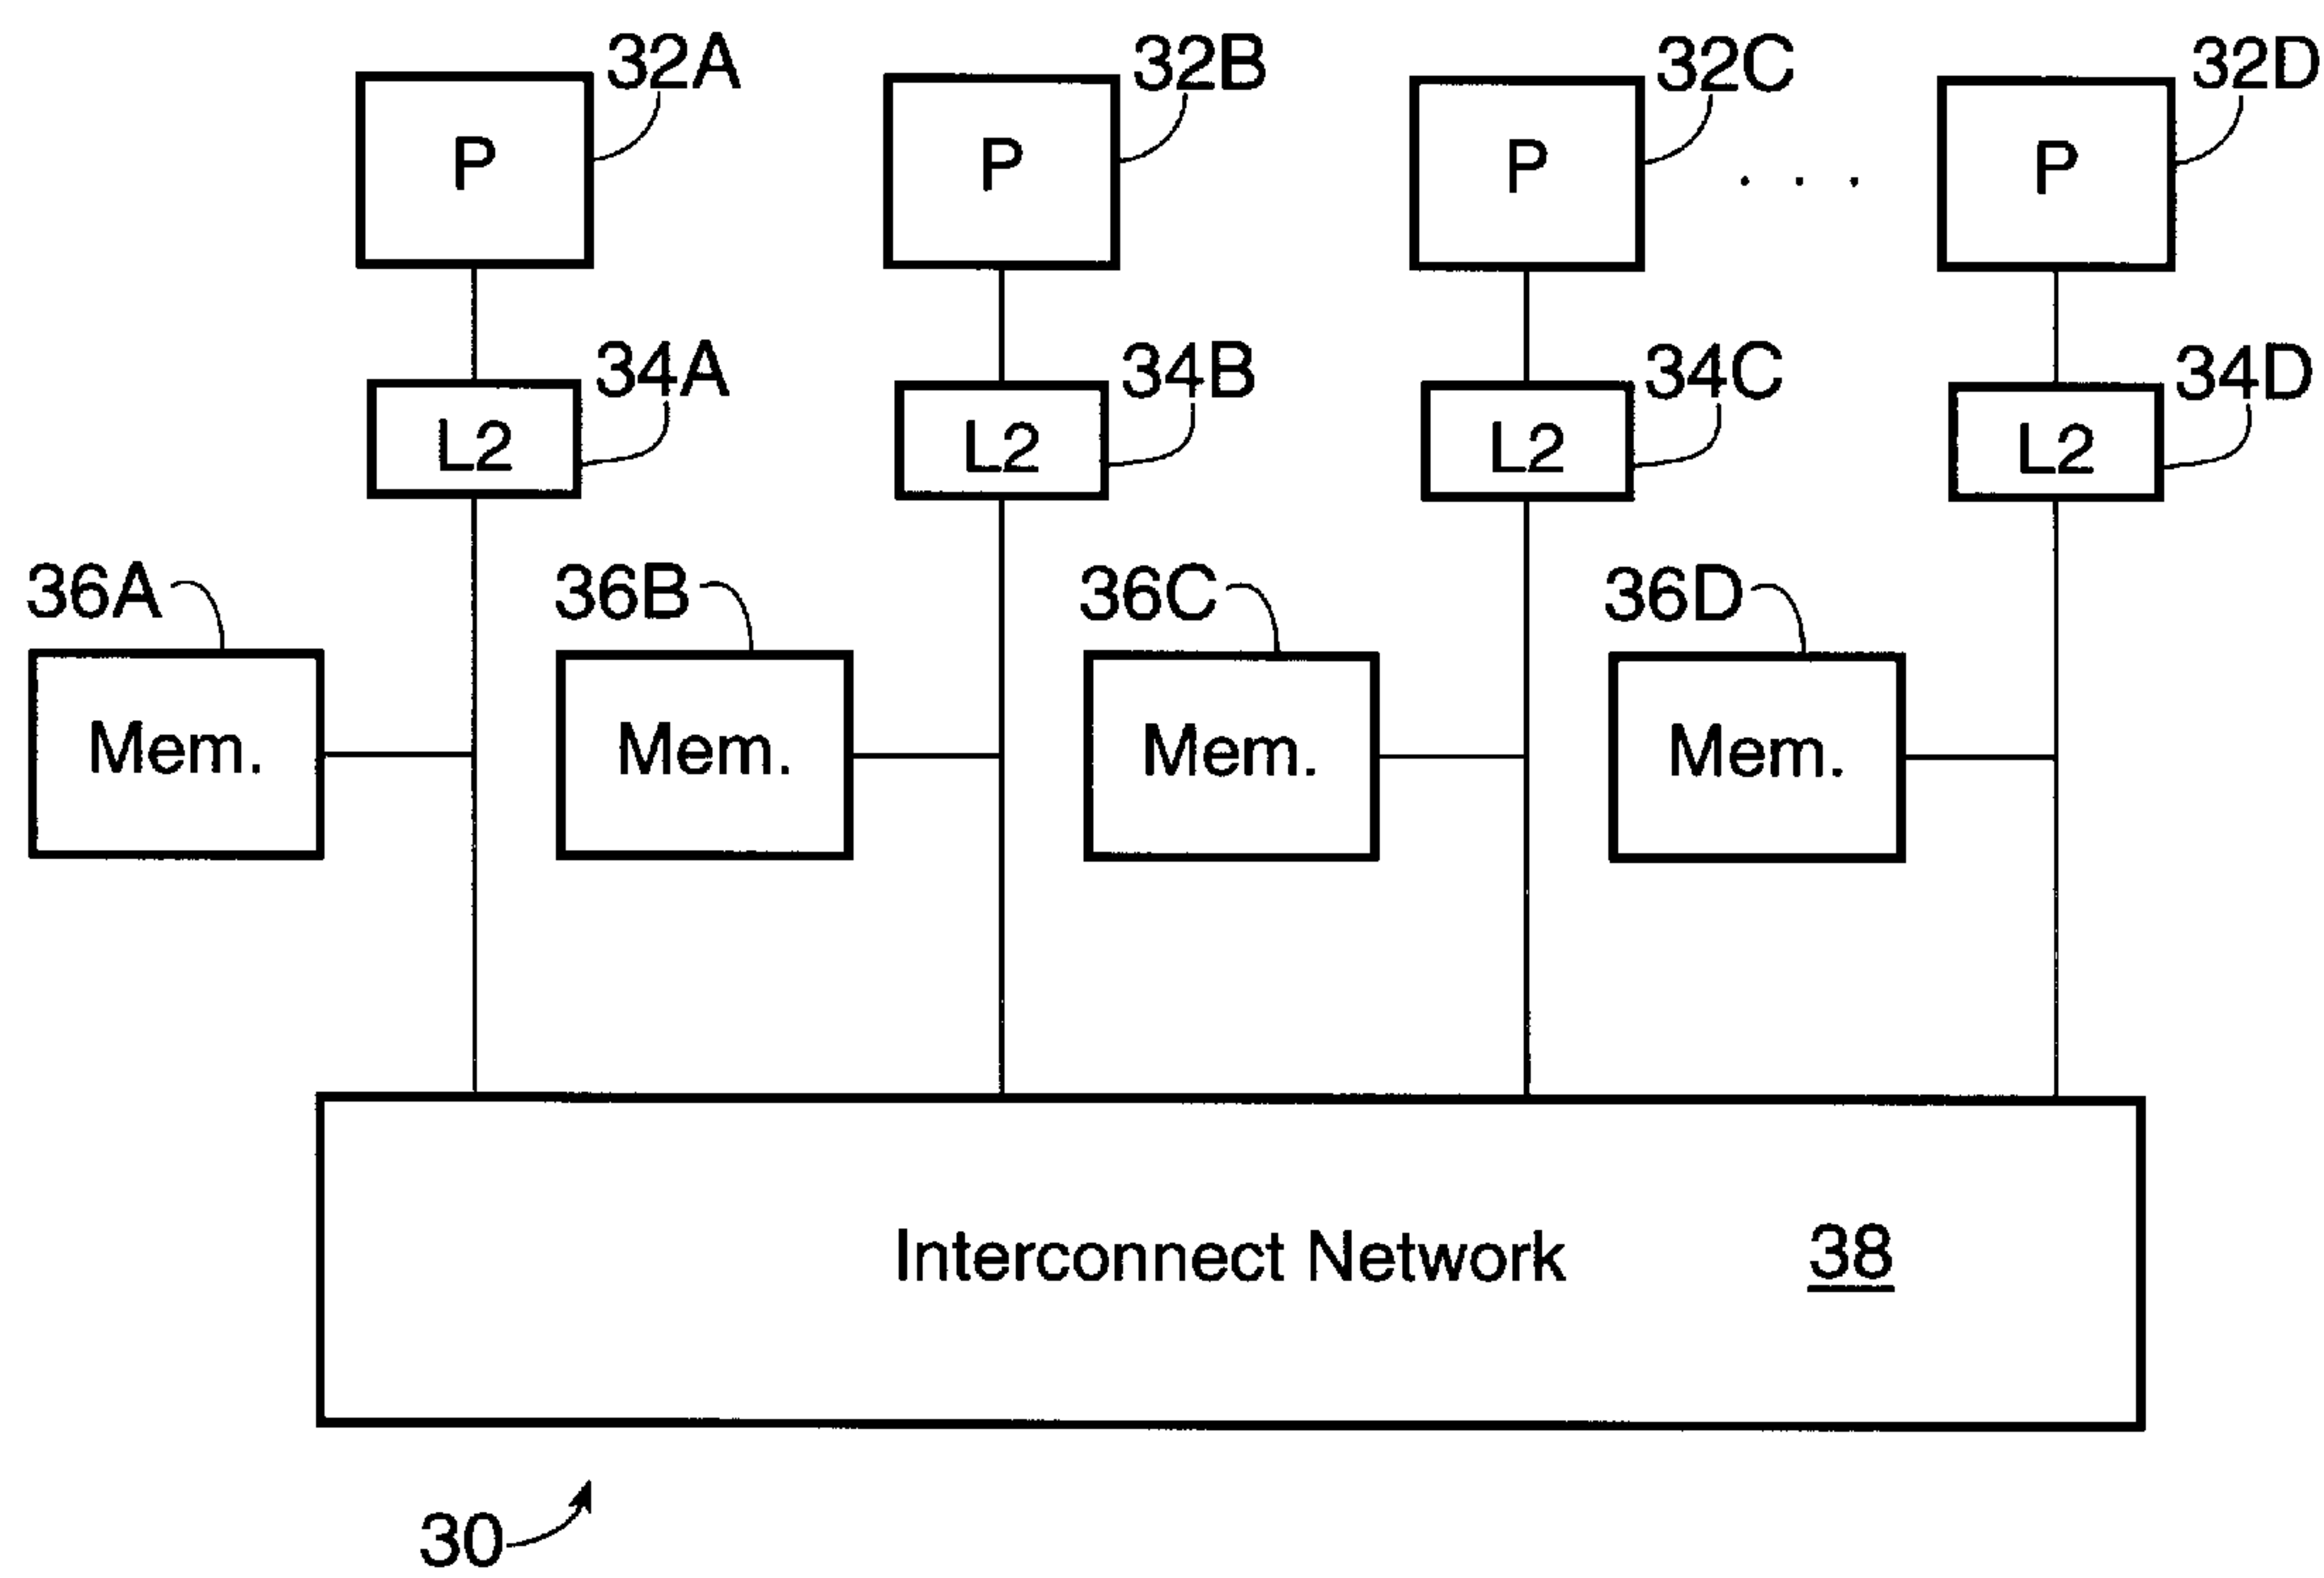 32A 32B 32C 32D
P P P . . . P
34A 34B 34C 34D
L2 L2 L2 L2
36A 36B 36C 36D
Mem. Mem. Mem. Mem.
Interconnect Network 38
30